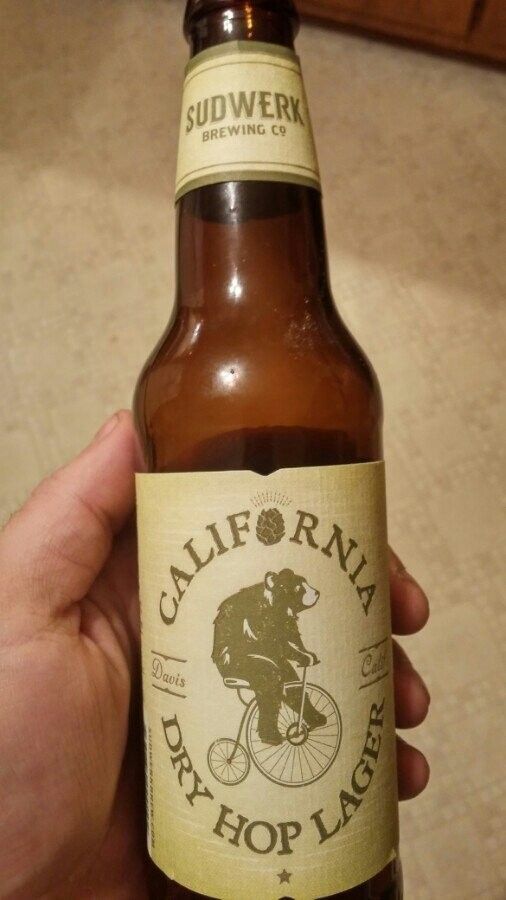 SUDWERK
BREWING CO
CALIFORNIA
Davis
Calif
DRY HOP LAGER